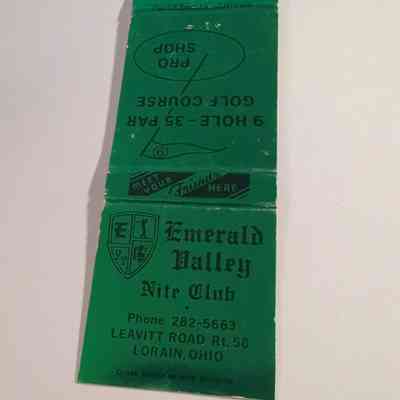 9 HOLE - 35 PAR
GOLF COURSE
PRO
SHOP
MEET YOUR Friends HERE
E
Emerald
Valley
Nite Club
Phone 282-5663
LEAVITT ROAD Rt. 58
LORAIN, OHIO